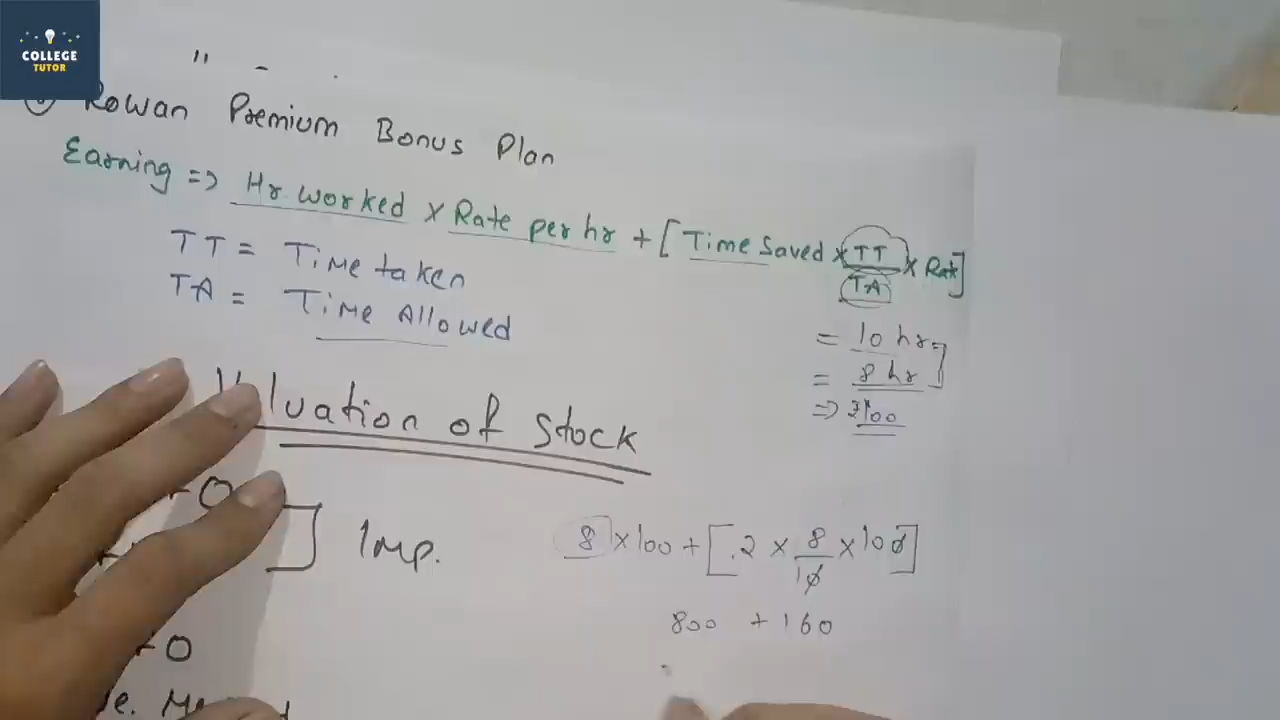 COLLEGE
TUTOR
Rowan Premium Bonus Plan
Earning => Hr. worked × Rate per hr + [Time Saved × TT/TA × Rate]
TT = Time taken
TA = Time Allowed
= 10 hr
= 8 hr
=> 100
Valuation of Stock
Imp.
8 × 100 + [.2 × 8/10 × 100]
800 + 160